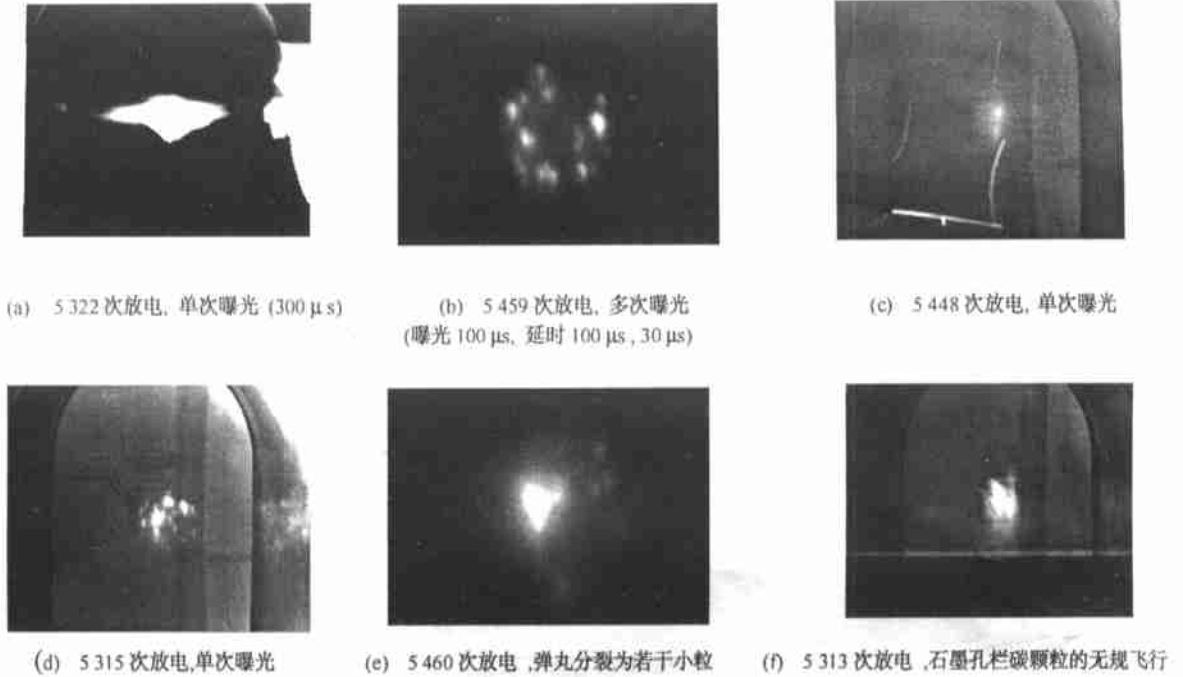 (a) 5 322 次放电, 单次曝光 (300 μ s)
(b) 5 459 次放电, 多次曝光
(曝光 100 μs, 延时 100 μs , 30 μs)
(c) 5 448 次放电, 单次曝光
(d) 5 315 次放电,单次曝光
(e) 5 460 次放电 ,弹丸分裂为若干小粒
(f) 5 313 次放电 ,石墨孔栏碳颗粒的无规飞行